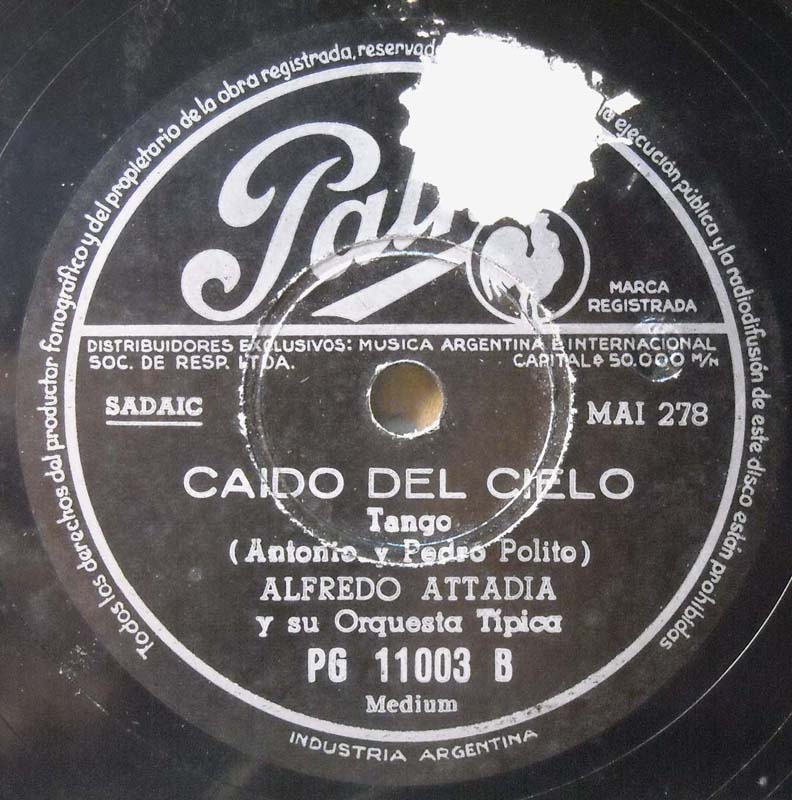 Todos los derechos del productor fonográfico y del propietario de la obra registrada, reservad
la ejecución pública y la radiodifusión de este disco están prohibidas
MARCA
REGISTRADA
DISTRIBUIDORES EXCLUSIVOS: MUSICA ARGENTINA E INTERNACIONAL
SOC. DE RESP. LTDA. CAPITAL $ 50.000 M/N
SADAIC MAI 278
CAIDO DEL CIELO
Tango
(Antonio y Pedro Polito)
ALFREDO ATTADIA
y su Orquesta Típica
PG 11003 B
Medium
INDUSTRIA ARGENTINA